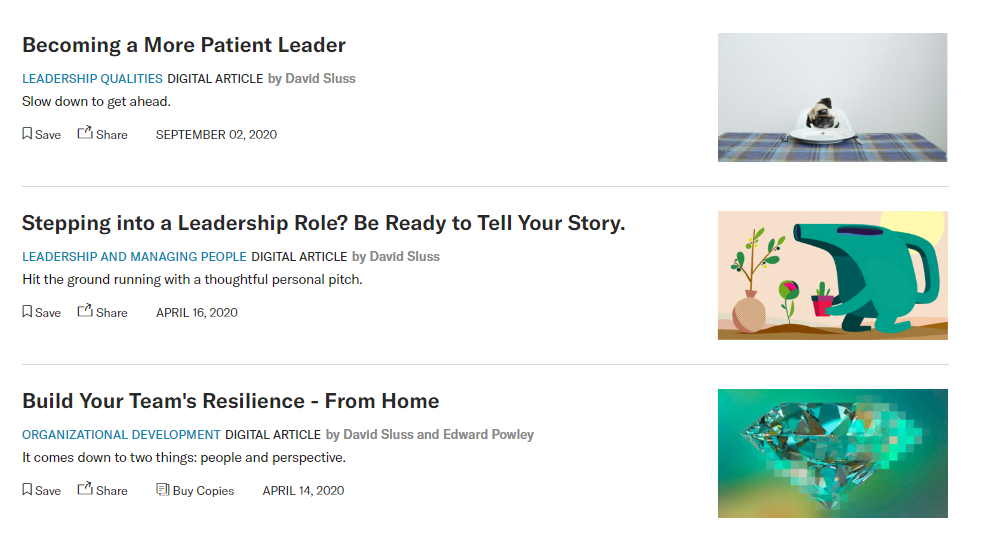 Becoming a More Patient Leader
LEADERSHIP QUALITIES DIGITAL ARTICLE by David Sluss
Slow down to get ahead.
Save Share SEPTEMBER 02, 2020
Stepping into a Leadership Role? Be Ready to Tell Your Story.
LEADERSHIP AND MANAGING PEOPLE DIGITAL ARTICLE by David Sluss
Hit the ground running with a thoughtful personal pitch.
Save Share APRIL 16, 2020
Build Your Team's Resilience - From Home
ORGANIZATIONAL DEVELOPMENT DIGITAL ARTICLE by David Sluss and Edward Powley
It comes down to two things: people and perspective.
Save Share Buy Copies APRIL 14, 2020